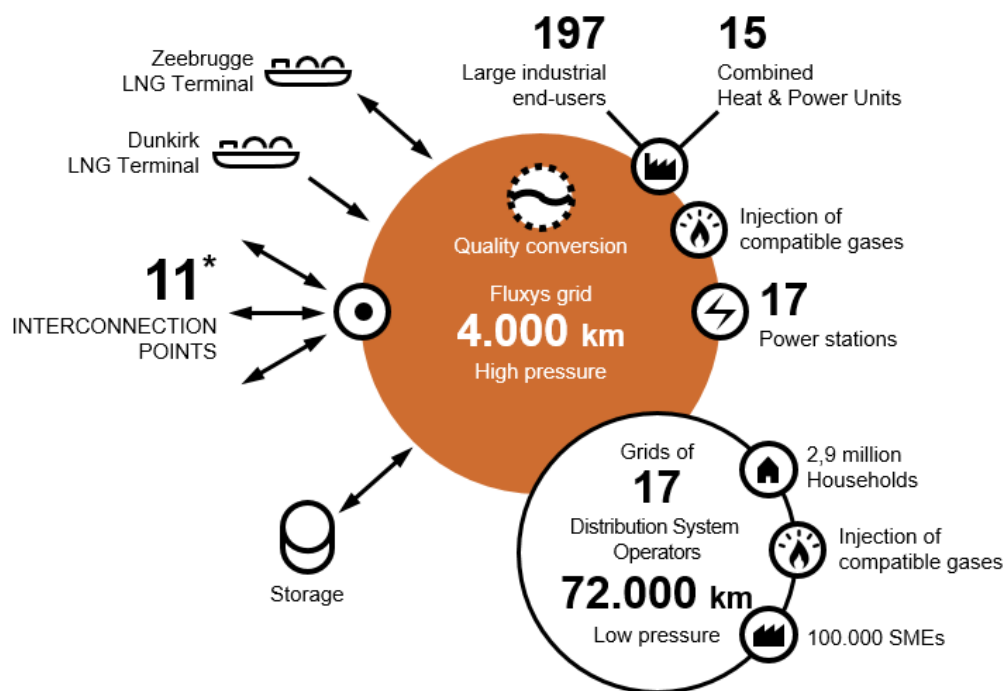 Zeebrugge
LNG Terminal
Dunkirk
LNG Terminal
11*
INTERCONNECTION
POINTS
Storage
197
Large industrial
end-users
15
Combined
Heat & Power Units
Injection of
compatible gases
17
Power stations
Quality conversion
Fluxys grid
4.000 km
High pressure
Grids of
17
Distribution System
Operators
72.000 km
Low pressure
2,9 million
Households
Injection of
compatible gases
100.000 SMEs